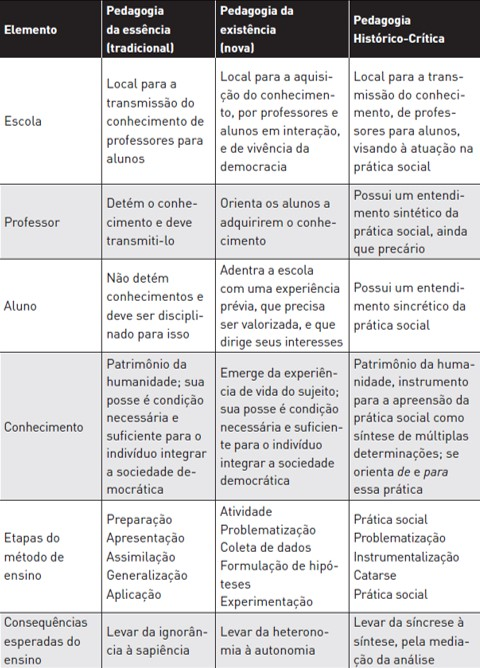 Elemento
Pedagogia
da essência
(tradicional)
Pedagogia da
existência
(nova)
Pedagogia
Histórico-Crítica
Escola
Local para a
transmissão do
conhecimento de
professores para
alunos
Local para a aquisi-
ção do conhecimen-
to, por professores e
alunos em interação,
e de vivência da
democracia
Local para a trans-
missão do conheci-
mento, de profes-
sores para alunos,
visando à atuação na
prática social
Professor
Detém o conhe-
cimento e deve
transmiti-lo
Orienta os alunos a
adquirirem o conhe-
cimento
Possui um entendi-
mento sintético da
prática social, ainda
que precário
Aluno
Não detém
conhecimentos e
deve ser discipli-
nado para isso
Adentra a escola
com uma experiência
prévia, que precisa
ser valorizada, e que
dirige seus interesses
Possui um entendi-
mento sincrético da
prática social
Conhecimento
Patrimônio da
humanidade; sua
posse é condição
necessária e
suficiente para o
indivíduo integrar
a sociedade de-
mocrática
Emerge da experiên-
cia de vida do sujeito;
sua posse é condição
necessária e suficien-
te para o indivíduo
integrar a sociedade
democrática
Patrimônio da huma-
nidade, instrumento
para a apreensão da
prática social como
síntese de múltiplas
determinações; se
orienta de e para
essa prática
Etapas do
método de
ensino
Preparação
Apresentação
Assimilação
Generalização
Aplicação
Atividade
Problematização
Coleta de dados
Formulação de hipó-
teses
Experimentação
Prática social
Problematização
Instrumentalização
Catarse
Prática social
Consequências
esperadas do
ensino
Levar da ignorân-
cia à sapiência
Levar da heterono-
mia à autonomia
Levar da síncrese à
síntese, pela media-
ção da análise